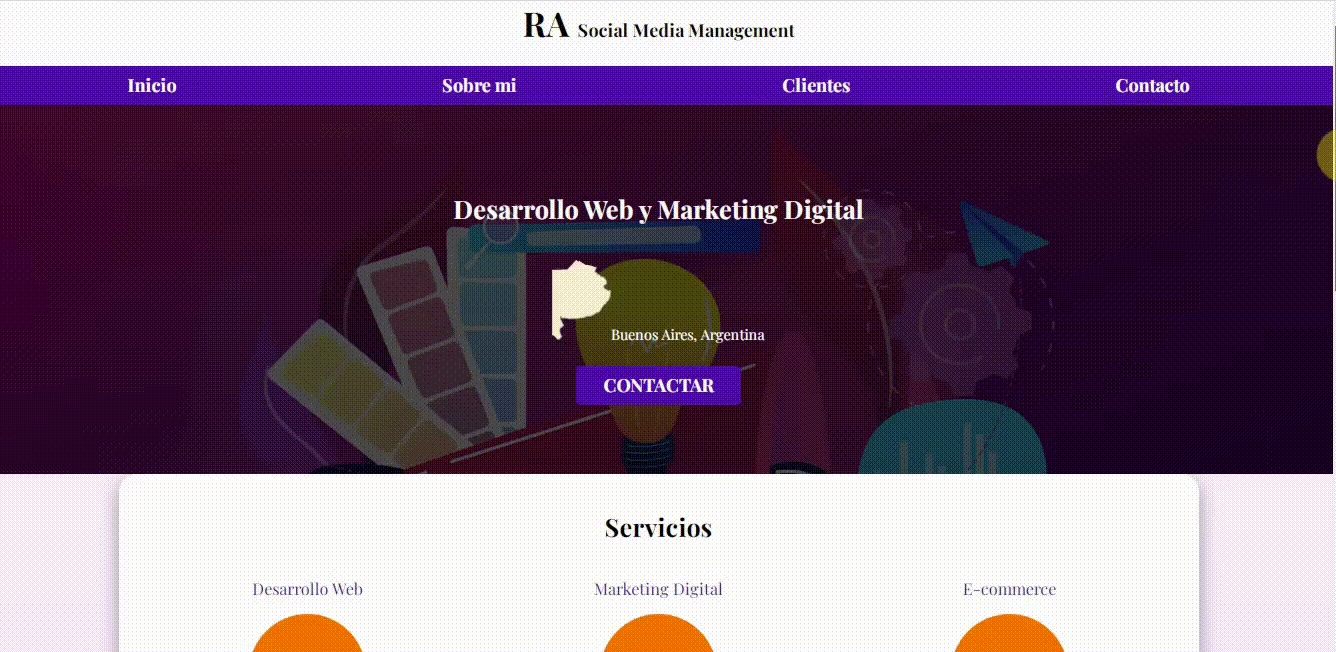 RA Social Media Management
Inicio Sobre mi Clientes Contacto
Desarrollo Web y Marketing Digital
Buenos Aires, Argentina
CONTACTAR
Servicios
Desarrollo Web Marketing Digital E-commerce